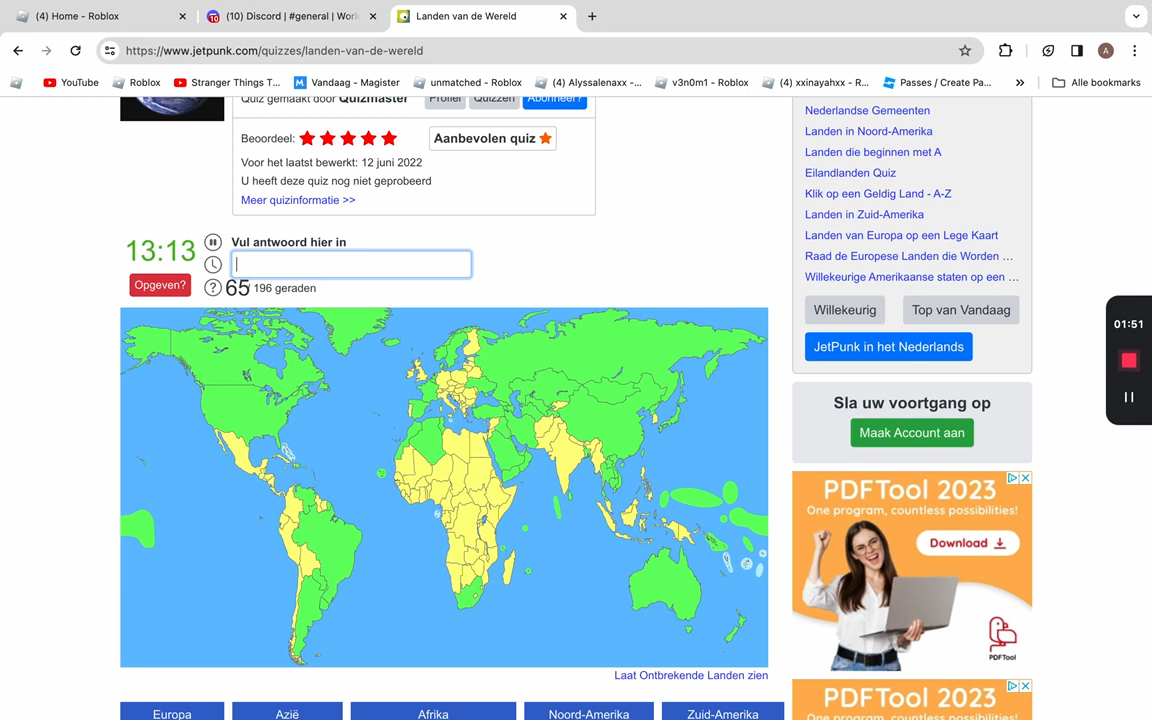 (4) Home - Roblox
(10) Discord | #general | Worl
Landen van de Wereld
https://www.jetpunk.com/quizzes/landen-van-de-wereld
A
YouTube
Roblox
Stranger Things T...
Vandaag - Magister
unmatched - Roblox
(4) Alyssalenaxx -...
v3n0m1 - Roblox
(4) xxinayahxx - R...
Passes / Create Pa...
»
Alle bookmarks
Quiz gemaakt door Quizmaster
Profiel
Quizzen
Abonneer?
Beoordeel:
Aanbevolen quiz
Voor het laatst bewerkt: 12 juni 2022
U heeft deze quiz nog niet geprobeerd
Meer quizinformatie >>
13:13
Opgeven?
Vul antwoord hier in
65 / 196 geraden
Laat Ontbrekende Landen zien
Europa
Azië
Afrika
Noord-Amerika
Zuid-Amerika
Nederlandse Gemeenten
Landen in Noord-Amerika
Landen die beginnen met A
Eilandlanden Quiz
Klik op een Geldig Land - A-Z
Landen in Zuid-Amerika
Landen van Europa op een Lege Kaart
Raad de Europese Landen die Worden ...
Willekeurige Amerikaanse staten op een ...
Willekeurig
Top van Vandaag
JetPunk in het Nederlands
Sla uw voortgang op
Maak Account aan
PDFTool 2023
One program, countless possibilities!
Download
PDFTool
PDFTool 2023
One program, countless possibilities!
01:51